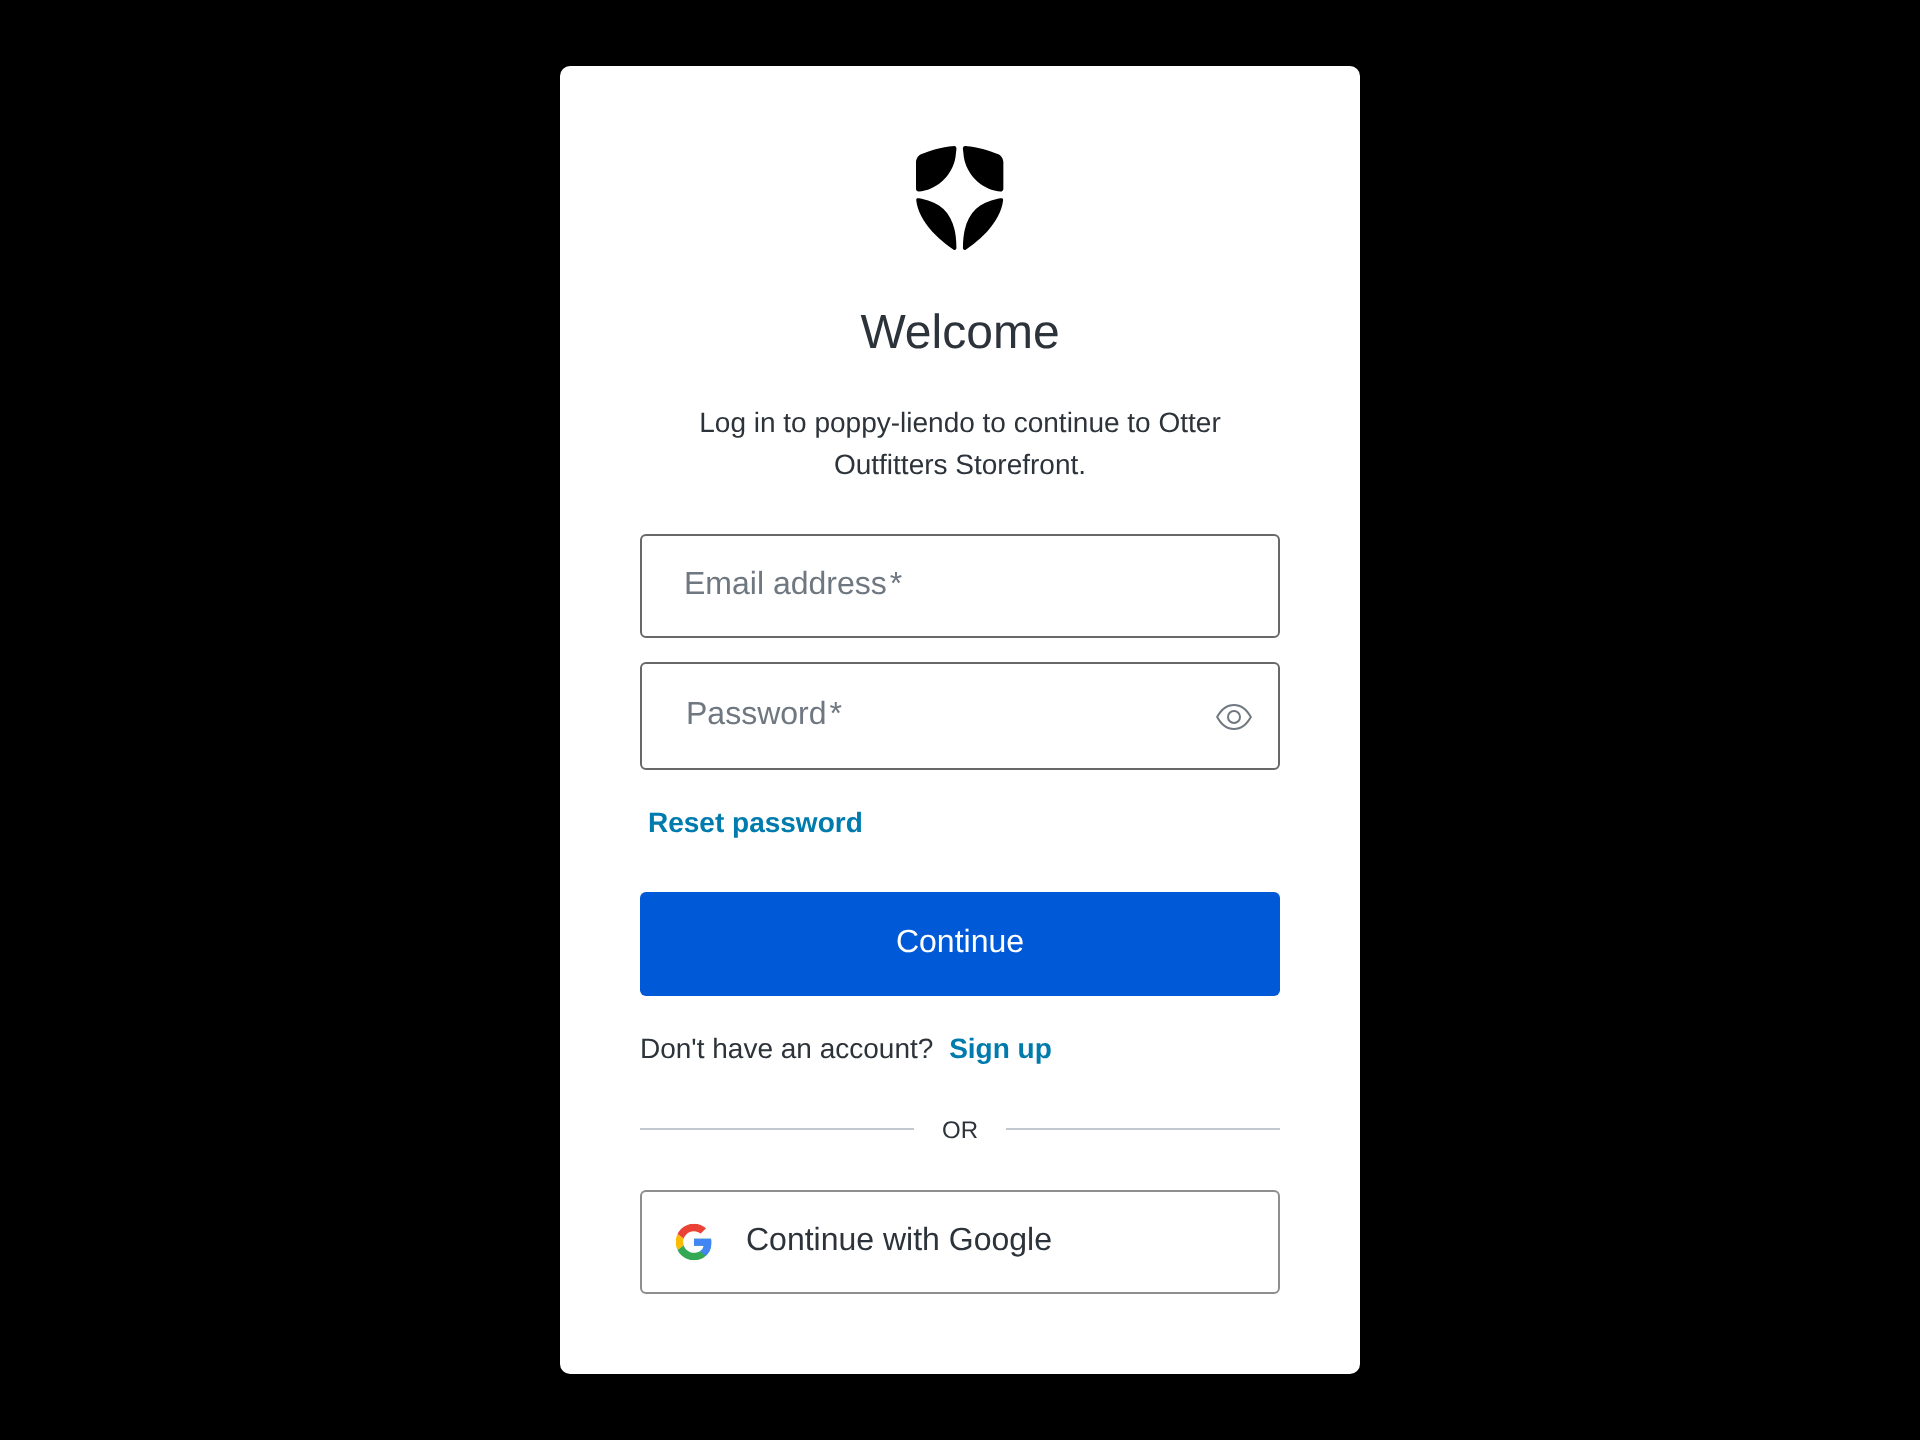 Welcome
Log in to poppy-liendo to continue to Otter
Outfitters Storefront.
Email address*
Password*
Reset password
Continue
Don't have an account? Sign up
OR
Continue with Google